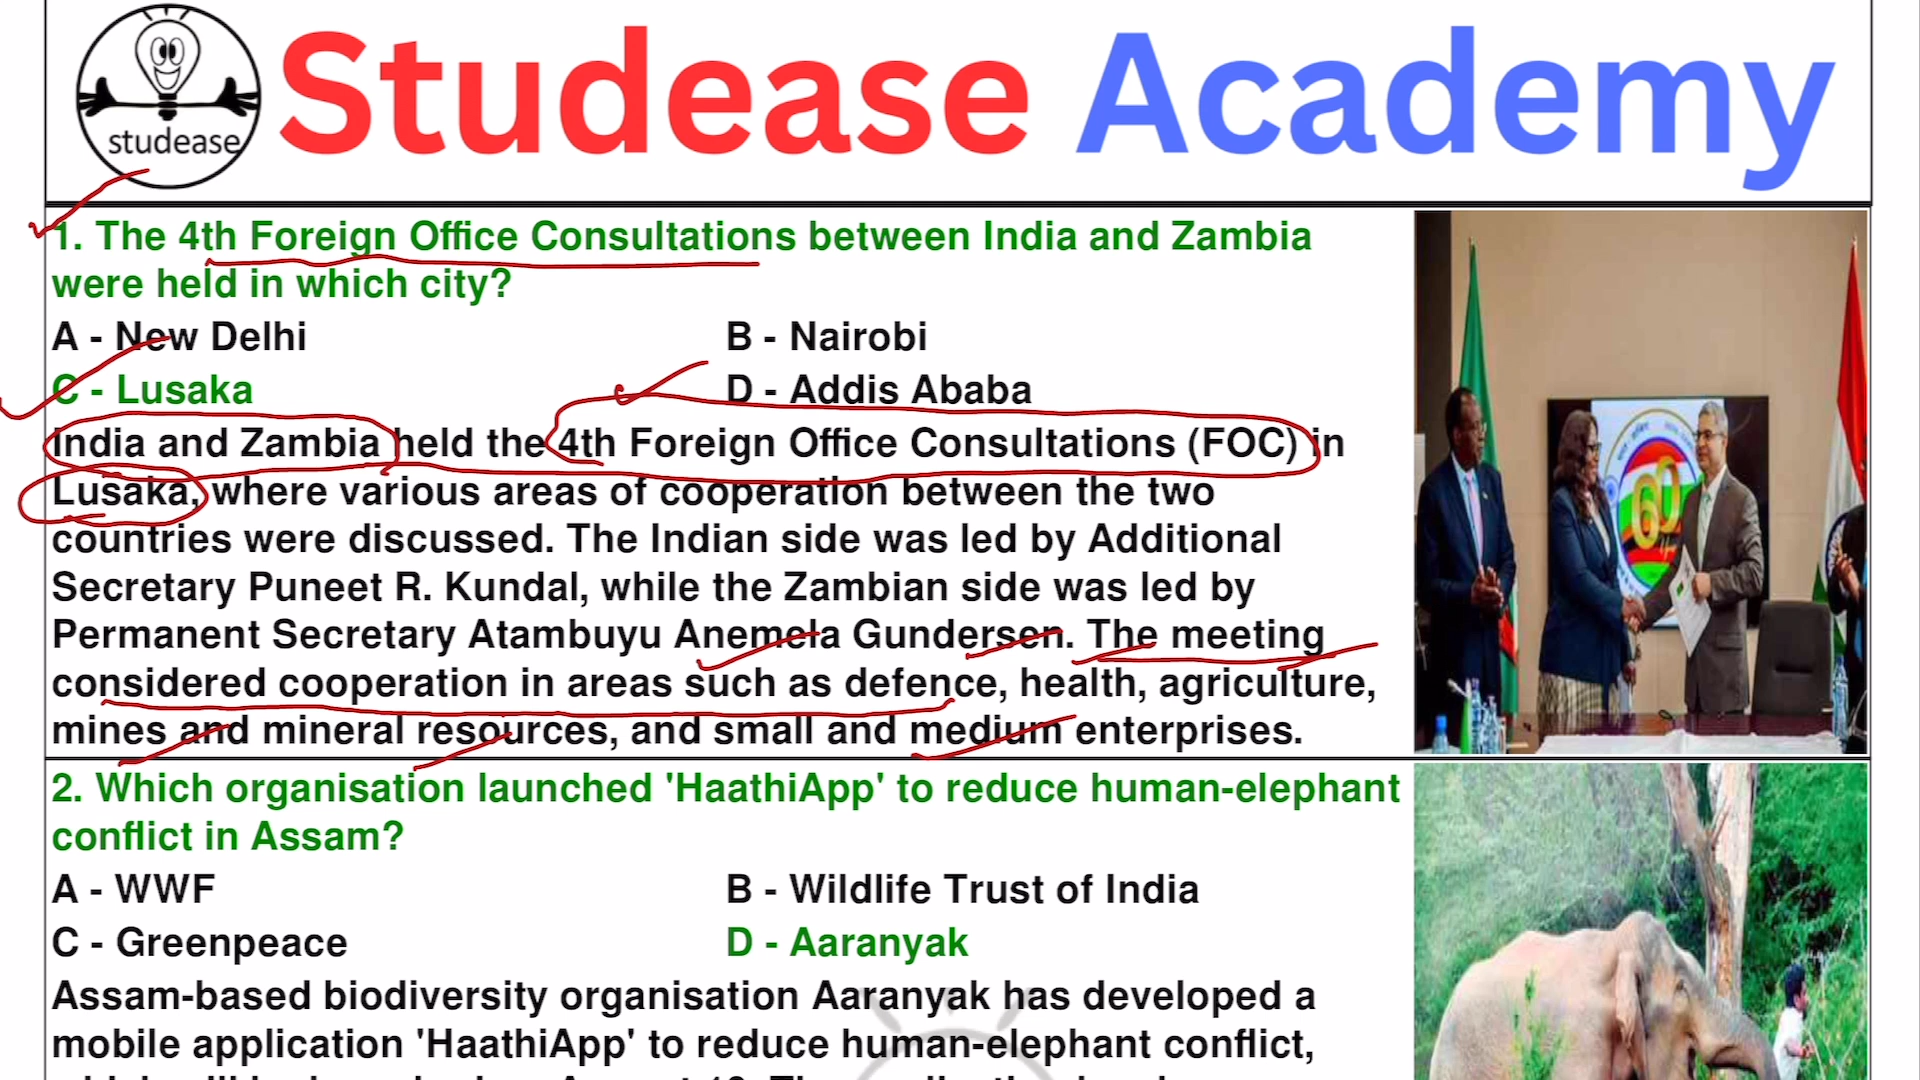 studease
Studease Academy
1. The 4th Foreign Office Consultations between India and Zambia
were held in which city?
A - New Delhi
B - Nairobi
C - Lusaka
D - Addis Ababa
India and Zambia held the 4th Foreign Office Consultations (FOC) in
Lusaka, where various areas of cooperation between the two
countries were discussed. The Indian side was led by Additional
Secretary Puneet R. Kundal, while the Zambian side was led by
Permanent Secretary Atambuyu Anemela Gundersen. The meeting
considered cooperation in areas such as defence, health, agriculture,
mines and mineral resources, and small and medium enterprises.
60
2. Which organisation launched 'HaathiApp' to reduce human-elephant
conflict in Assam?
A - WWF
B - Wildlife Trust of India
C - Greenpeace
D - Aaranyak
Assam-based biodiversity organisation Aaranyak has developed a
mobile application 'HaathiApp' to reduce human-elephant conflict,